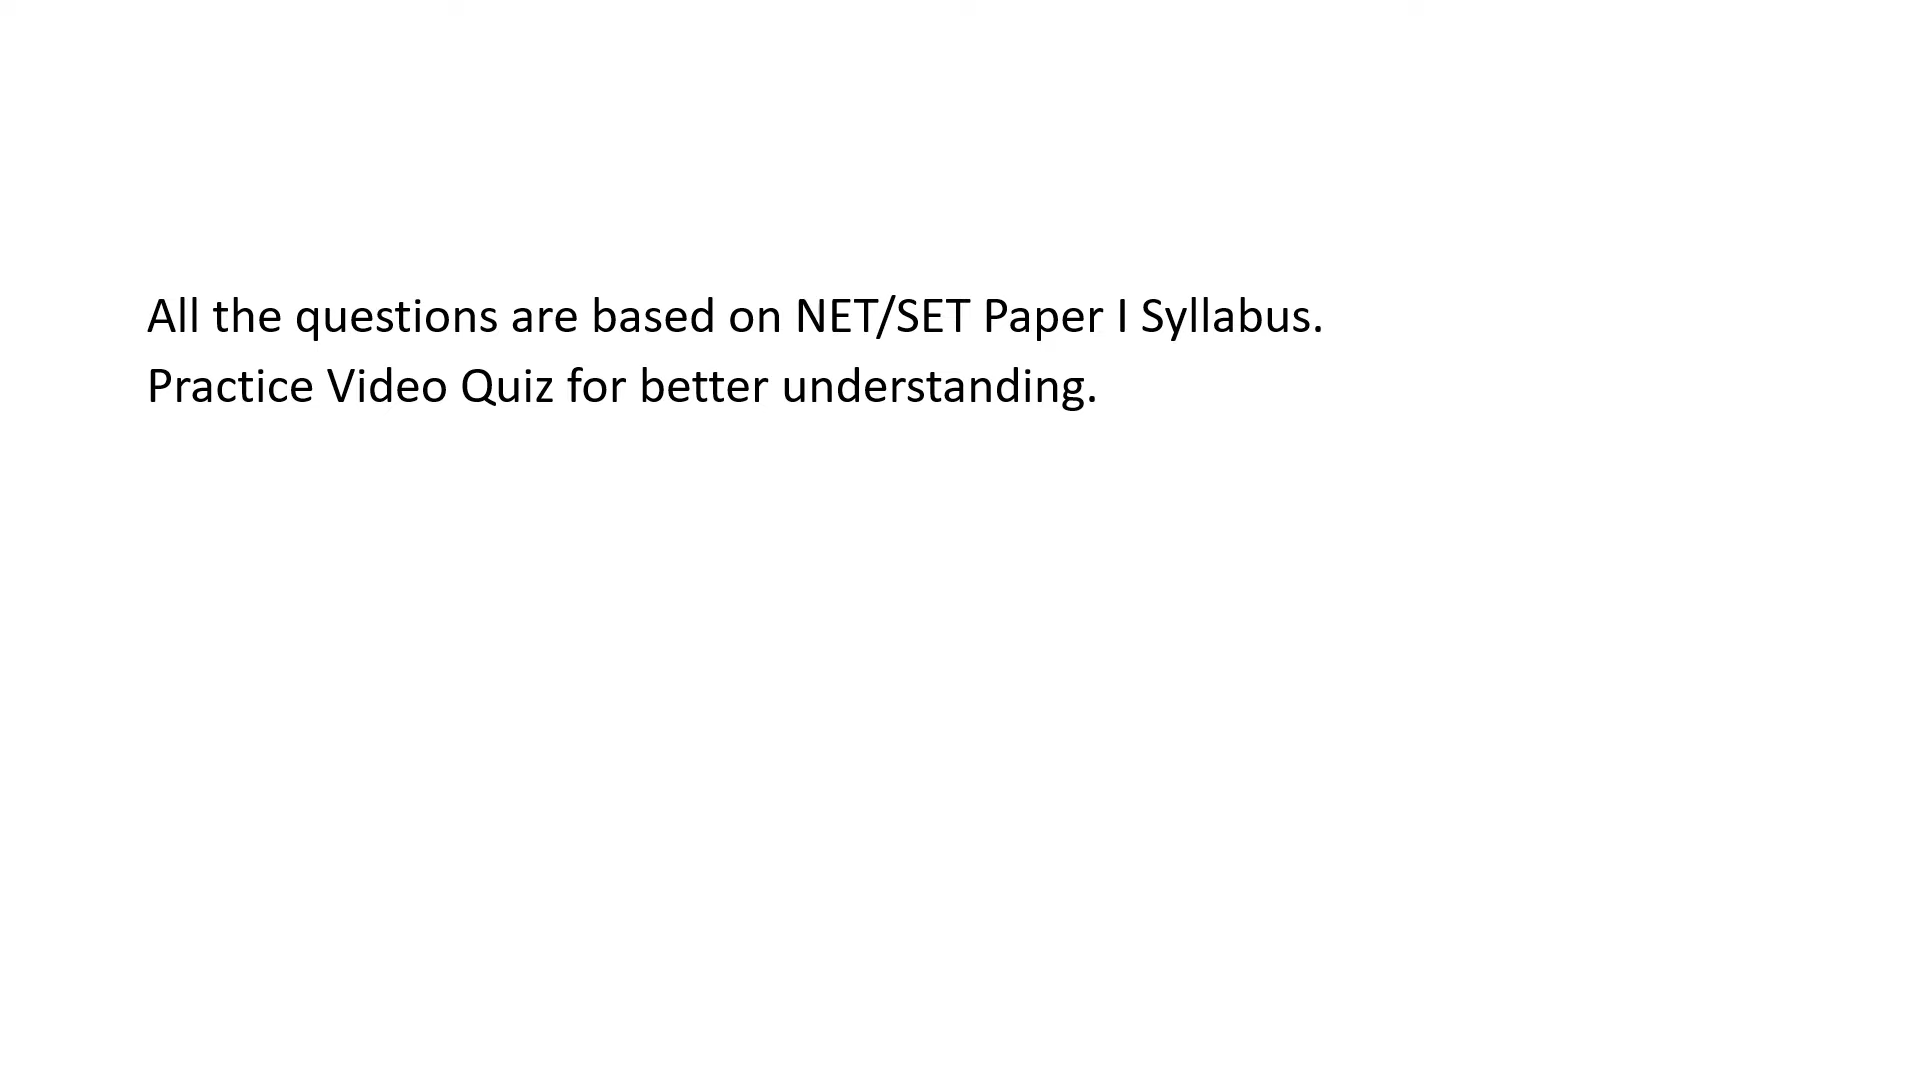 All the questions are based on NET/SET Paper I Syllabus.
Practice Video Quiz for better understanding.